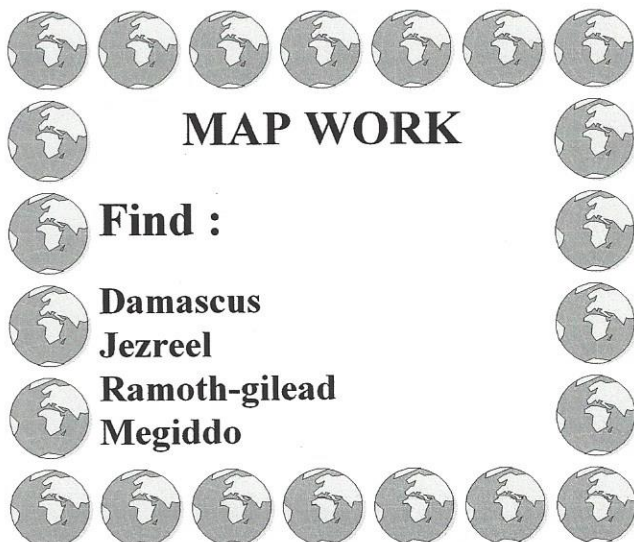 MAP WORK
Find :
Damascus
Jezreel
Ramoth-gilead
Megiddo